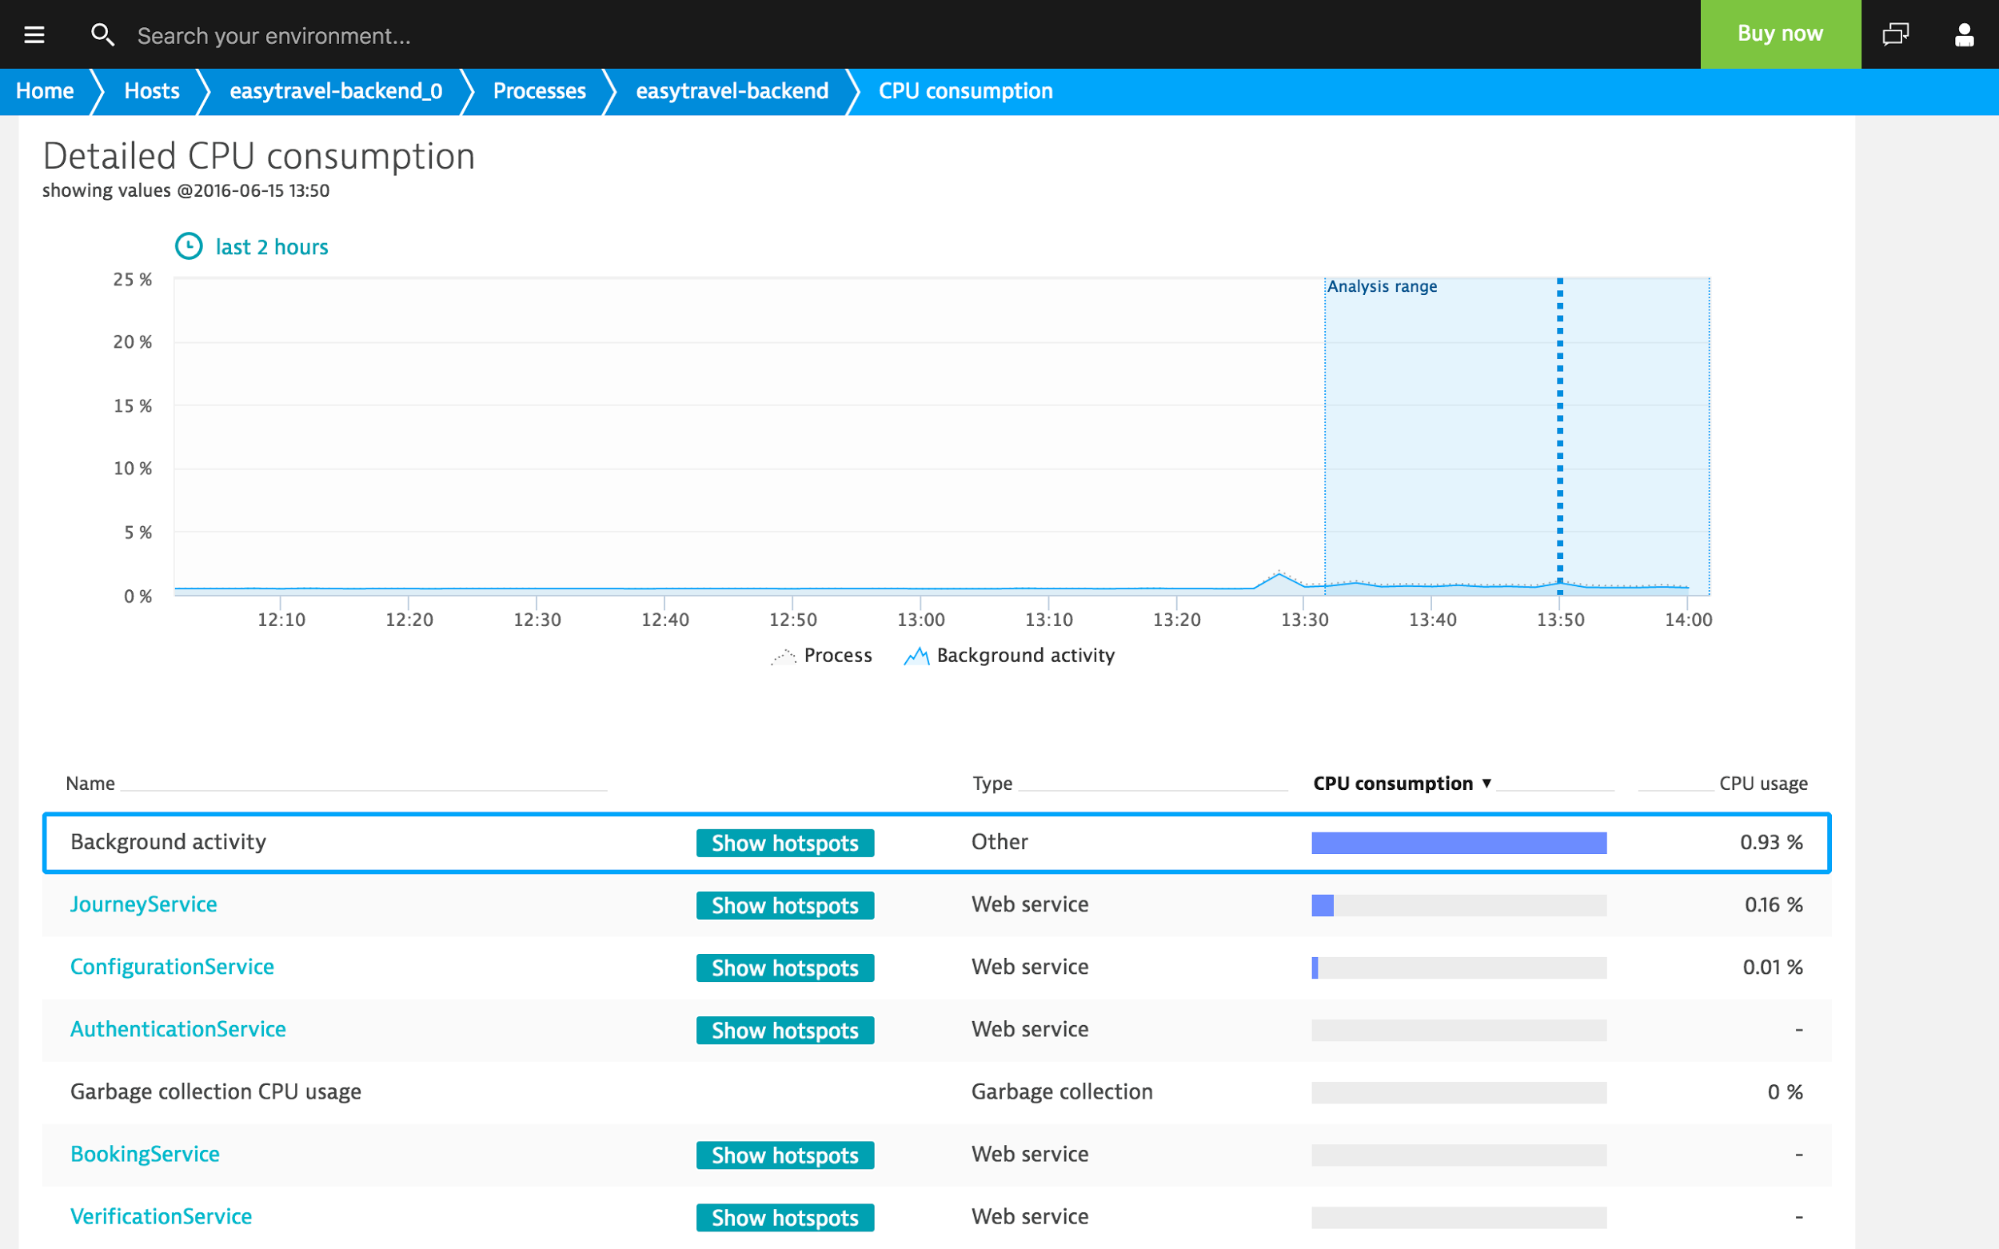 Search your environment...
Buy now
Home
Hosts
easytravel-backend_0
Processes
easytravel-backend
CPU consumption
Detailed CPU consumption
showing values @2016-06-15 13:50
last 2 hours
25 %
20 %
15 %
10 %
5 %
0 %
Analysis range
12:10 12:20 12:30 12:40 12:50 13:00 13:10 13:20 13:30 13:40 13:50 14:00
Process Background activity
Name Type CPU consumption ▼ CPU usage
Background activity Show hotspots Other 0.93 %
JourneyService Show hotspots Web service 0.16 %
ConfigurationService Show hotspots Web service 0.01 %
AuthenticationService Show hotspots Web service -
Garbage collection CPU usage Garbage collection 0 %
BookingService Show hotspots Web service -
VerificationService Show hotspots Web service -